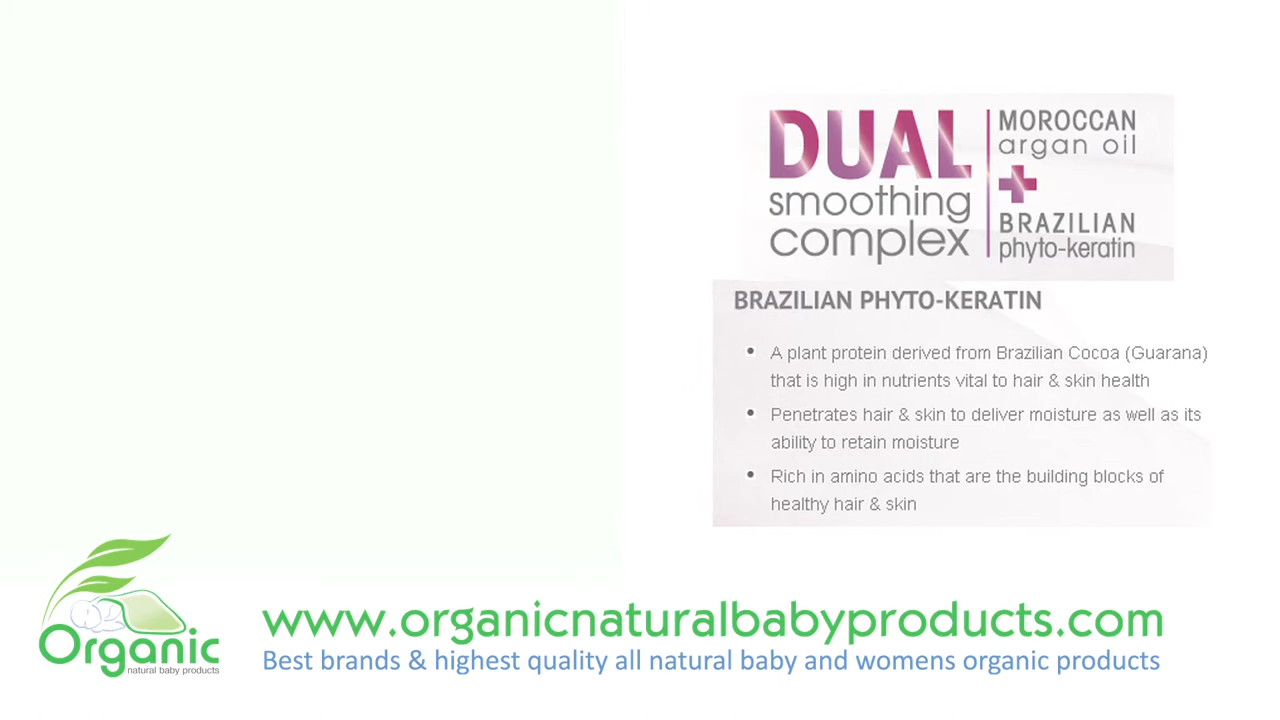 DUAL
smoothing
complex
MOROCCAN
argan oil
+
BRAZILIAN
phyto-keratin
BRAZILIAN PHYTO-KERATIN
• A plant protein derived from Brazilian Cocoa (Guarana)
that is high in nutrients vital to hair & skin health
• Penetrates hair & skin to deliver moisture as well as its
ability to retain moisture
• Rich in amino acids that are the building blocks of
healthy hair & skin
Organic
natural baby products
www.organicnaturalbabyproducts.com
Best brands & highest quality all natural baby and womens organic products